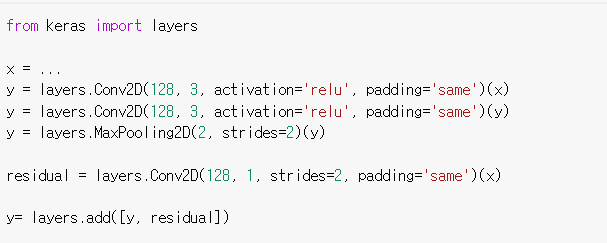 from keras import layers
x = ...
y = layers.Conv2D(128, 3, activation='relu', padding='same')(x)
y = layers.Conv2D(128, 3, activation='relu', padding='same')(y)
y = layers.MaxPooling2D(2, strides=2)(y)
residual = layers.Conv2D(128, 1, strides=2, padding='same')(x)
y= layers.add([y, residual])